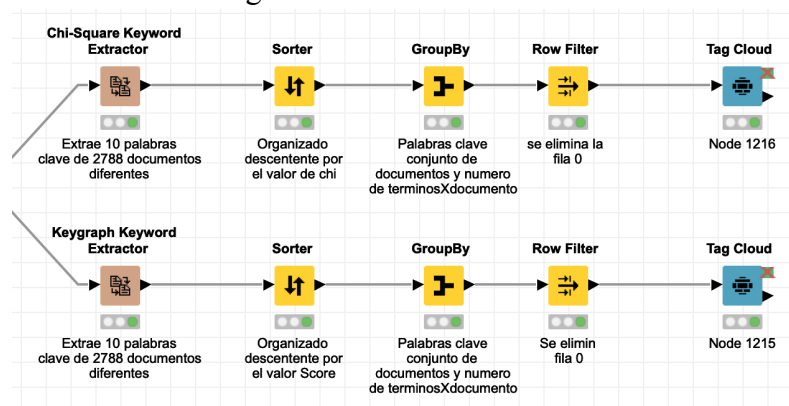 Chi-Square Keyword
Extractor
Sorter
GroupBy
Row Filter
Tag Cloud
Extrae 10 palabras
clave de 2788 documentos
diferentes
Organizado
descentente por
el valor de chi
Palabras clave
conjunto de
documentos y numero
de terminosXdocumento
se elimina la
fila 0
Node 1216
Keygraph Keyword
Extractor
Sorter
GroupBy
Row Filter
Tag Cloud
Extrae 10 palabras
clave de 2788 documentos
diferentes
Organizado
descentente por
el valor Score
Palabras clave
conjunto de
documentos y numero
de terminosXdocumento
Se elimin
fila 0
Node 1215